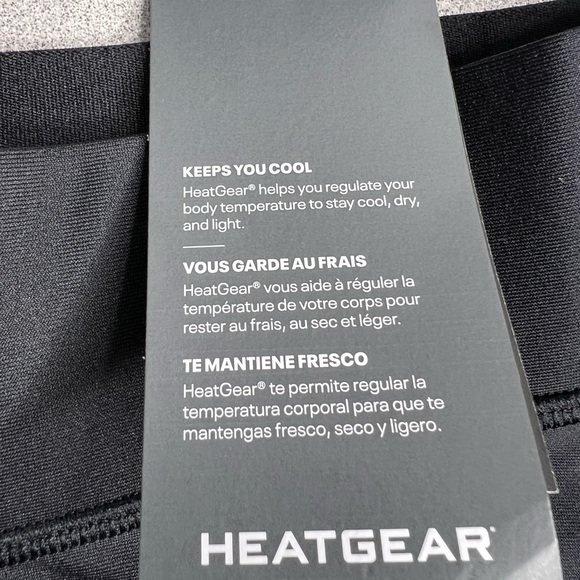 KEEPS YOU COOL
HeatGear® helps you regulate your
body temperature to stay cool, dry,
and light.
VOUS GARDE AU FRAIS
HeatGear® vous aide à réguler la
température de votre corps pour
rester au frais, au sec et léger.
TE MANTIENE FRESCO
HeatGear® te permite regular la
temperatura corporal para que te
mantengas fresco, seco y ligero.
HEATGEAR®